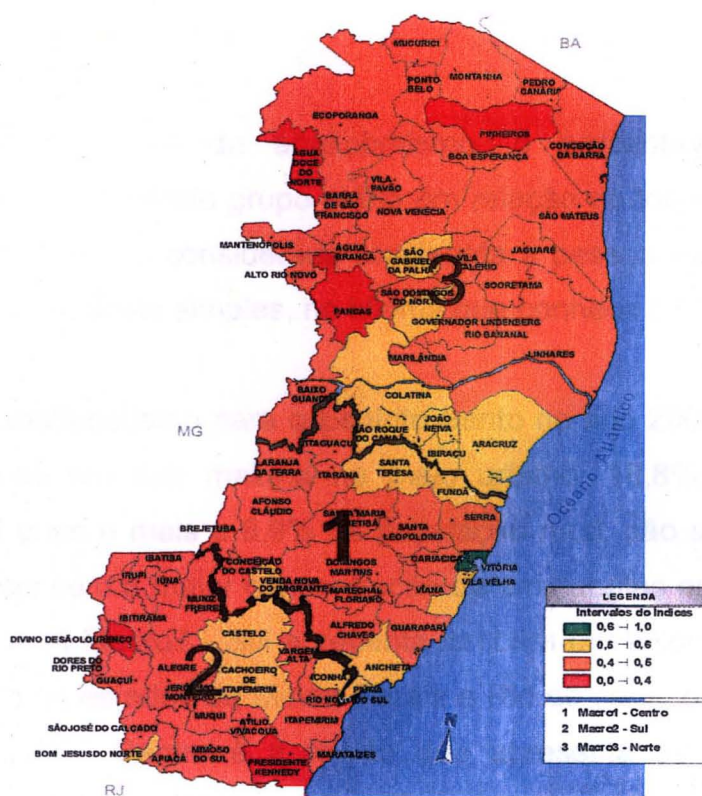 BA
MUCURICI
MONTANHA
PONTO
BELO
PEDRO
CANÁRIO
ECOPORANGA
PINHEIROS
CONCEIÇÃO
DA BARRA
ÁGUA
DOCE DO
NORTE
BOA ESPERANÇA
VILA
PAVÃO
BARRA
DE SÃO
FRANCISCO
NOVA VENÉCIA
SÃO MATEUS
MANTENÓPOLIS
ÁGUA
BRANCA
SÃO
GABRIEL
DA PALHA
VILA
VALÉRIO
JAGUARÉ
ALTO RIO NOVO
3
SOORETAMA
PANCAS
SÃO DOMINGOS
DO NORTE
GOVERNADOR LINDENBERG
RIO BANANAL
MARILÂNDIA
LINHARES
BAIXO
GUANDU
COLATINA
MG
ITAGUAÇU
SÃO ROQUE
DO CANAÃ
JOÃO
NEIVA
IBIRAÇU
ARACRUZ
LARANJA
DA TERRA
ITARANA
SANTA
TERESA
FUNDÃ
Oceano Atlântico
AFONSO
CLÁUDIO
SANTA MARIA
JETIBÁ
SERRA
BREJETUBA
1
SANTA
LEOPOLDINA
CARIACICA
VITÓRIA
VILA VELHA
IBATIBA
CONCEIÇÃO
DO CASTELO
DOMINGOS
MARTINS
IRUPI
IÚNA
VENDA NOVA
DO IMIGRANTE
MARECHAL
FLORIANO
VIANA
MUNIZ
FREIRE
IBITIRAMA
ALFREDO
CHAVES
GUARAPARI
DIVINO DE SÃO LOURENÇO
CASTELO
VARGEM
ALTA
DORES DO
RIO PRETO
2
ICONHA
ANCHIETA
GUAÇUÍ
ALEGRE
CACHOEIRO
DE
ITAPEMIRIM
PIÚMA
RIO NOVO DO SUL
JERÔNIMO
MONTEIRO
MUQUI
ATILIO
VIVACQUA
ITAPEMIRIM
SÃO JOSÉ DO CALÇADO
BOM JESUS DO NORTE
APIACÁ
MIMOSO
DO SUL
MARATAÍZES
PRESIDENTE
KENNEDY
RJ
N
LEGENDA
Intervalos do Índices
0,6 ⊣ 1,0
0,5 ⊣ 0,6
0,4 ⊣ 0,5
0,0 ⊣ 0,4
1 Macro1 - Centro
2 Macro2 - Sul
3 Macro3 - Norte